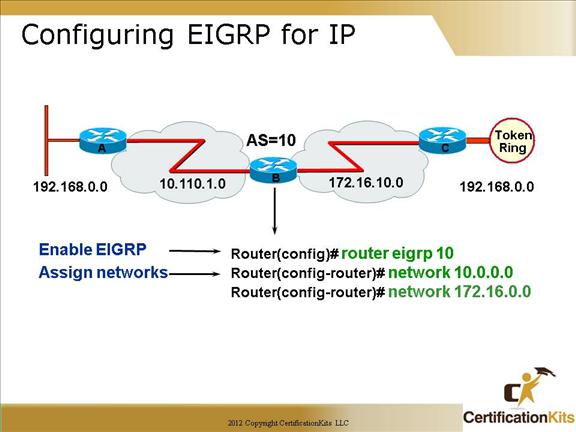 Configuring EIGRP for IP
AS=10
Token
Ring
A
B
C
192.168.0.0
10.110.1.0
172.16.10.0
192.168.0.0
Enable EIGRP
Router(config)# router eigrp 10
Assign networks
Router(config-router)# network 10.0.0.0
Router(config-router)# network 172.16.0.0
CK
CertificationKits
2012 Copyright CertificationKits LLC